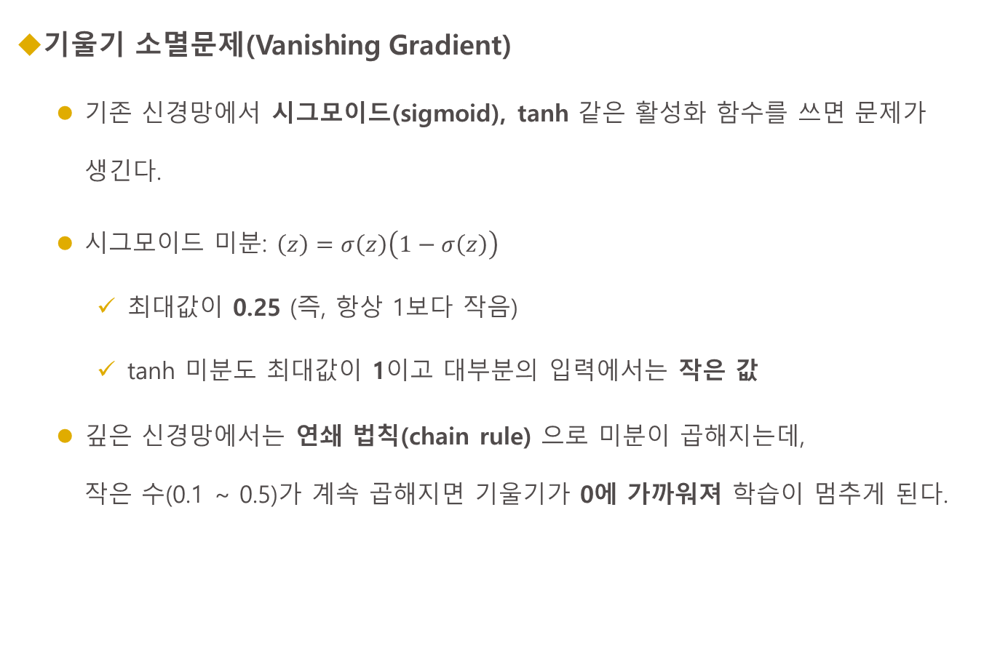 ◆기울기 소멸문제(Vanishing Gradient)
● 기존 신경망에서 시그모이드(sigmoid), tanh 같은 활성화 함수를 쓰면 문제가
생긴다.
● 시그모이드 미분: (𝑧) = 𝜎(𝑧)(1 − 𝜎(𝑧))
✓ 최대값이 0.25 (즉, 항상 1보다 작음)
✓ tanh 미분도 최대값이 1이고 대부분의 입력에서는 작은 값
● 깊은 신경망에서는 연쇄 법칙(chain rule) 으로 미분이 곱해지는데,
작은 수(0.1 ~ 0.5)가 계속 곱해지면 기울기가 0에 가까워져 학습이 멈추게 된다.